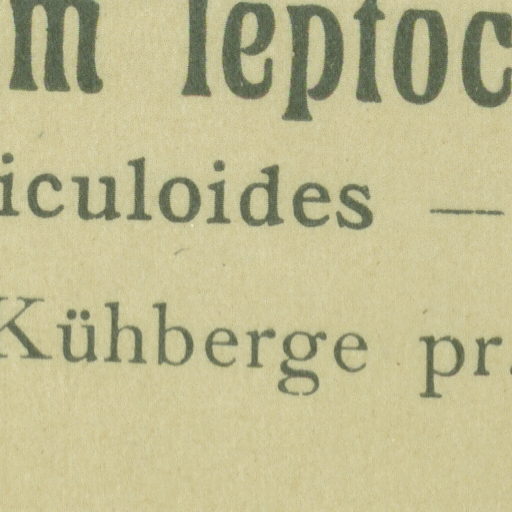 m leptoc
iculoides —
Kühberge pr.